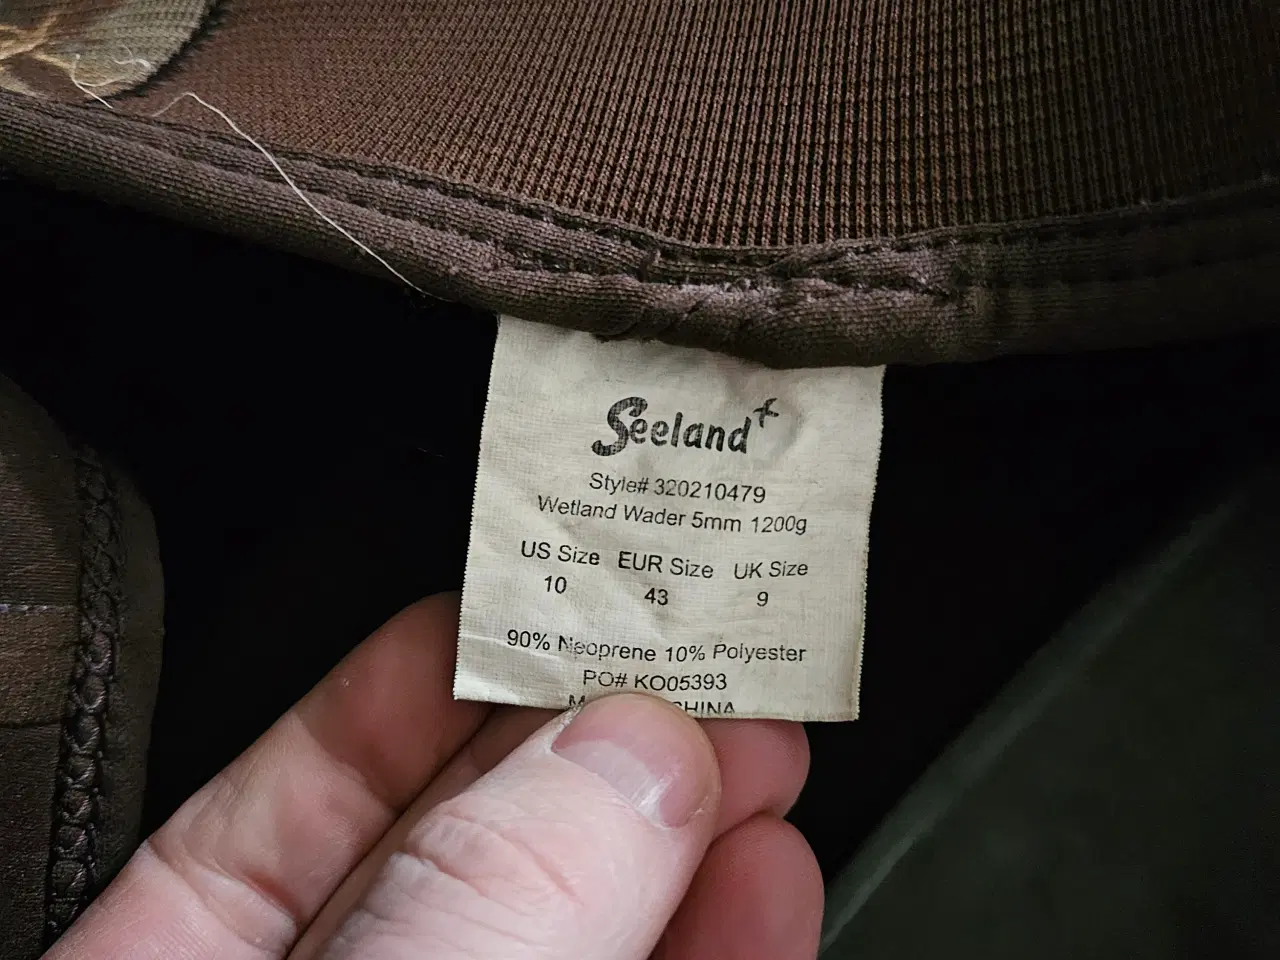 Seeland
Style# 320210479
Wetland Wader 5mm 1200g
US Size EUR Size UK Size
10 43 9
90% Neoprene 10% Polyester
PO# KO05393
CHINA